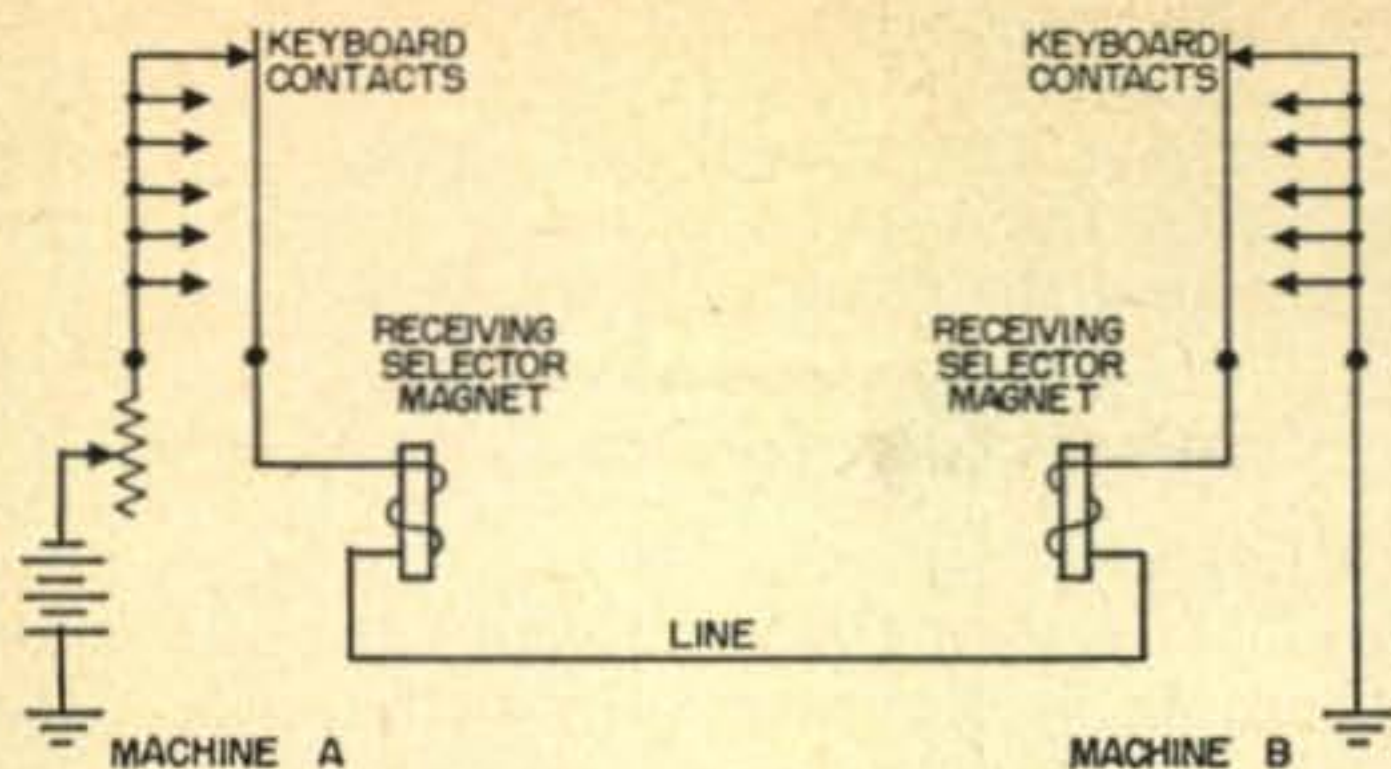 KEYBOARD
CONTACTS
KEYBOARD
CONTACTS
RECEIVING
SELECTOR
MAGNET
RECEIVING
SELECTOR
MAGNET
LINE
MACHINE A
MACHINE B